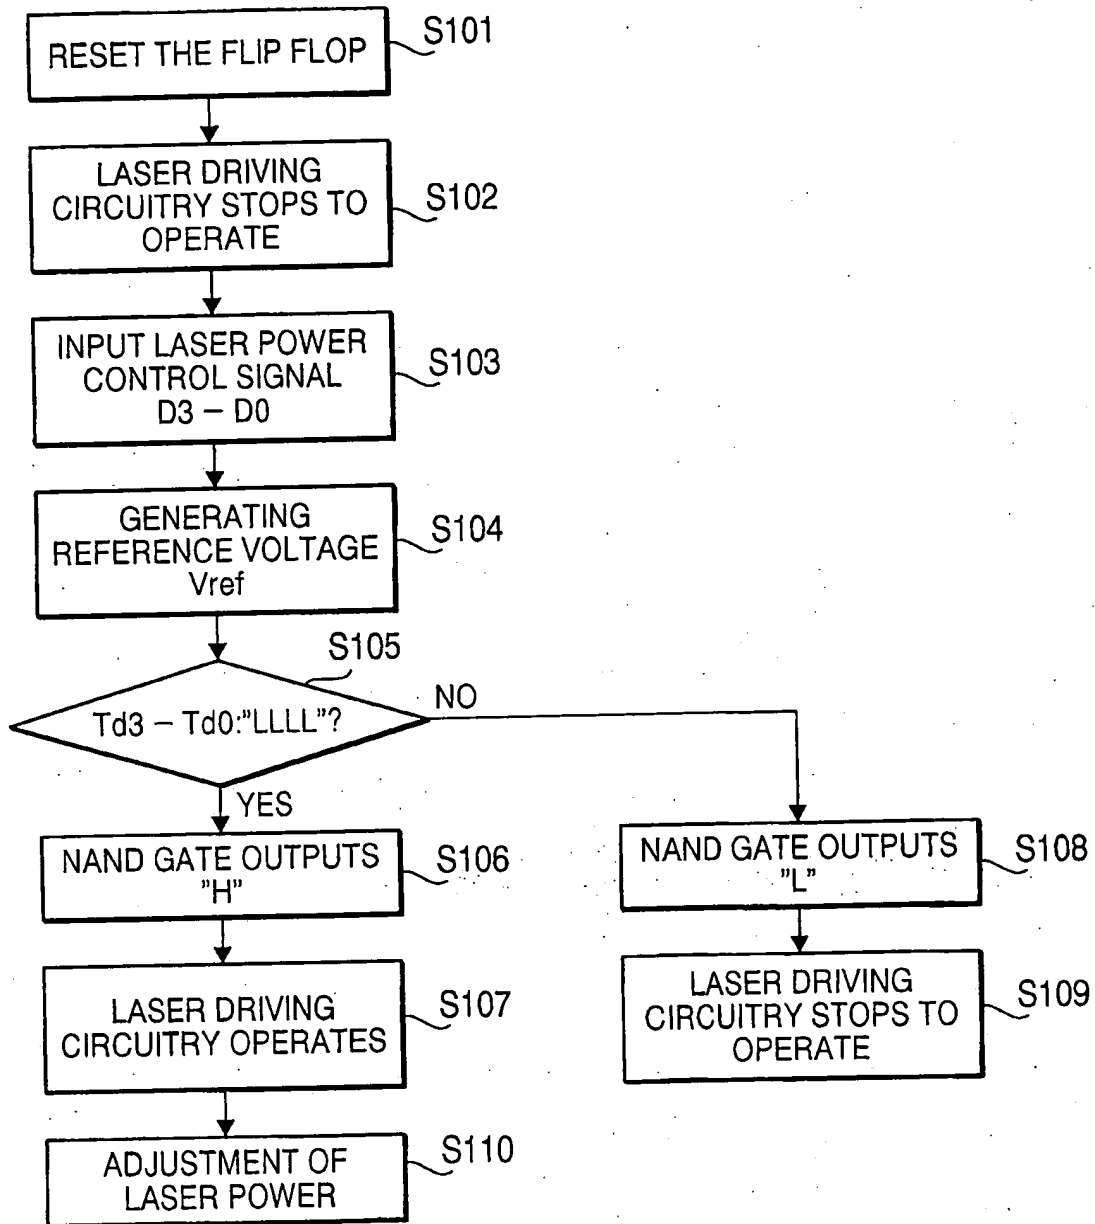 RESET THE FLIP FLOP
S101
LASER DRIVING
CIRCUITRY STOPS TO
OPERATE
S102
INPUT LASER POWER
CONTROL SIGNAL
D3 – D0
S103
GENERATING
REFERENCE VOLTAGE
Vref
S104
S105
Td3 – Td0:"LLLL"?
NO
YES
NAND GATE OUTPUTS
"H"
S106
NAND GATE OUTPUTS
"L"
S108
LASER DRIVING
CIRCUITRY OPERATES
S107
LASER DRIVING
CIRCUITRY STOPS TO
OPERATE
S109
ADJUSTMENT OF
LASER POWER
S110